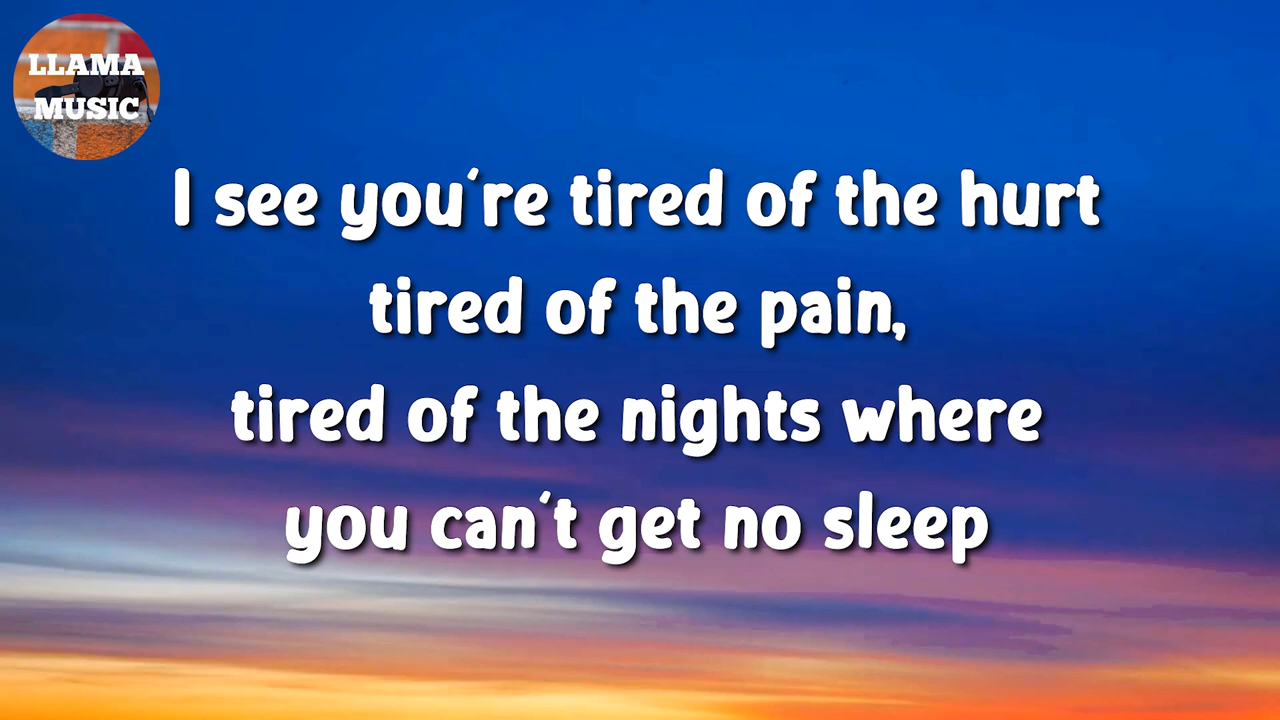 LLAMA
MUSIC
I see you're tired of the hurt
tired of the pain,
tired of the nights where
you can't get no sleep